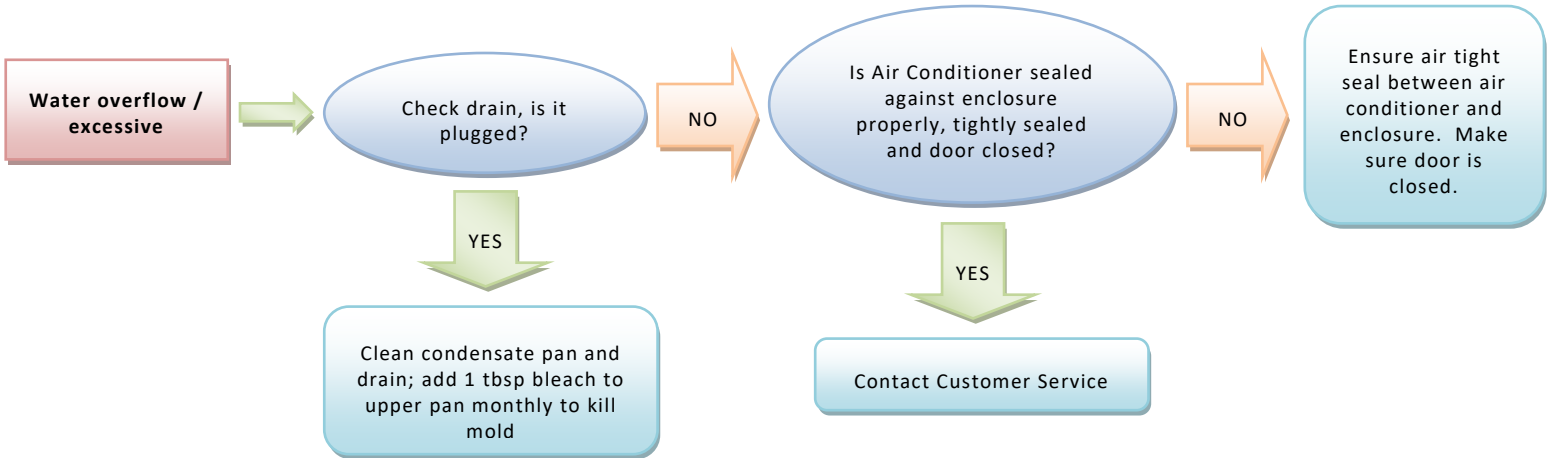 Water overflow /
excessive
Check drain, is it
plugged?
NO
Is Air Conditioner sealed
against enclosure
properly, tightly sealed
and door closed?
NO
Ensure air tight
seal between air
conditioner and
enclosure.  Make
sure door is
closed.
YES
YES
Clean condensate pan and
drain; add 1 tbsp bleach to
upper pan monthly to kill
mold
Contact Customer Service